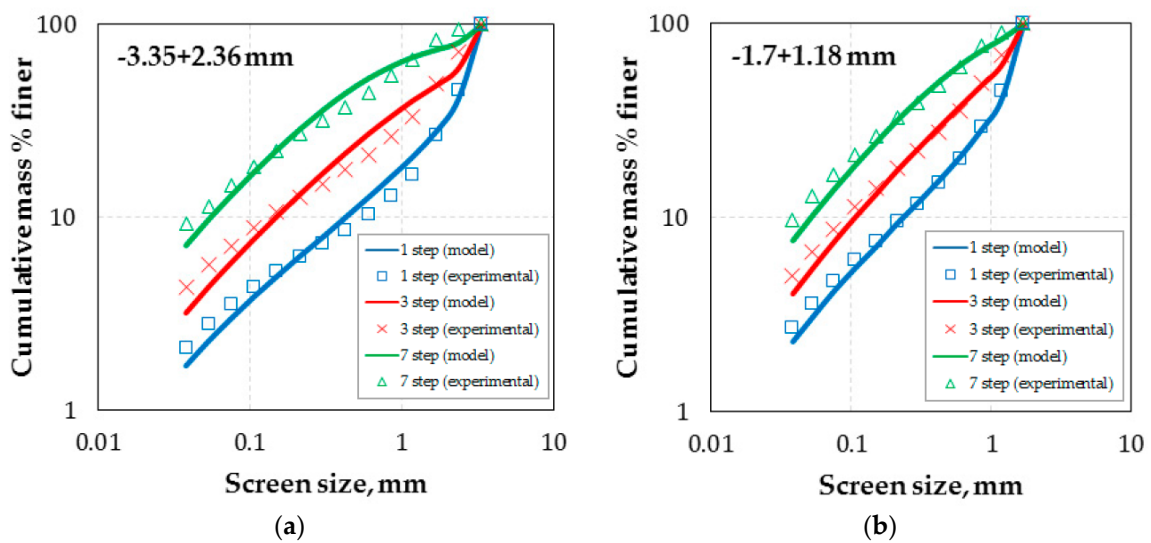 -3.35+2.36 mm
Cumulative mass % finer
100
10
1
1 step (model)
1 step (experimental)
3 step (model)
3 step (experimental)
7 step (model)
7 step (experimental)
0.01
0.1
1
10
Screen size, mm
(a)
-1.7+1.18 mm
Cumulative mass % finer
100
10
1
1 step (model)
1 step (experimental)
3 step (model)
3 step (experimental)
7 step (model)
7 step (experimental)
0.01
0.1
1
10
Screen size, mm
(b)